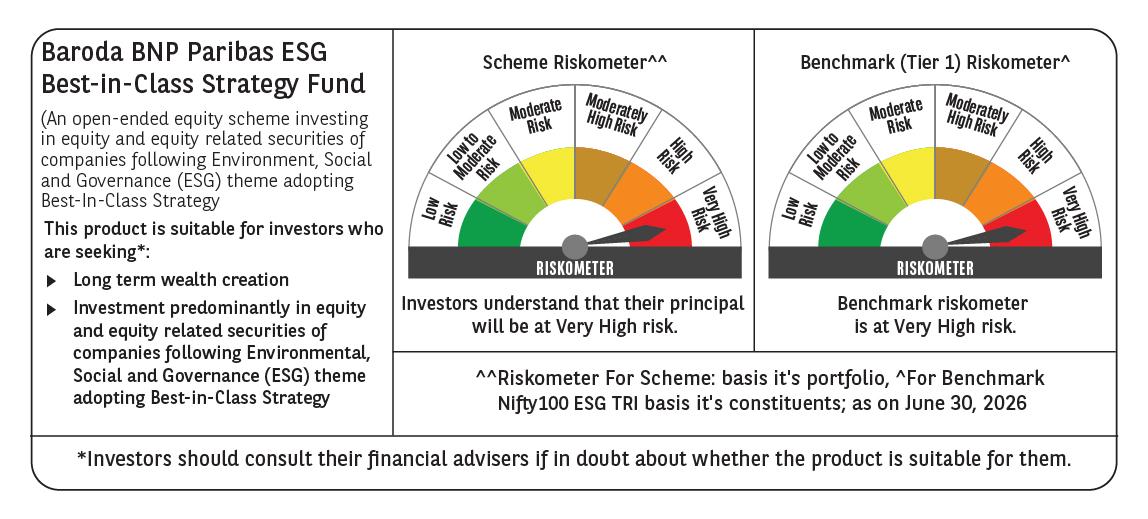 Baroda BNP Paribas ESG
Best-in-Class Strategy Fund
(An open-ended equity scheme investing
in equity and equity related securities of
companies following Environment, Social
and Governance (ESG) theme adopting
Best-In-Class Strategy
This product is suitable for investors who
are seeking*:
Long term wealth creation
Investment predominantly in equity
and equity related securities of
companies following Environmental,
Social and Governance (ESG) theme
adopting Best-in-Class Strategy
Scheme Riskometer^^
Low
Risk
Low to
Moderate
Risk
Moderate
Risk
Moderately
High Risk
High
Risk
Very High
Risk
RISKOMETER
Investors understand that their principal
will be at Very High risk.
Benchmark (Tier 1) Riskometer^
Low
Risk
Low to
Moderate
Risk
Moderate
Risk
Moderately
High Risk
High
Risk
Very High
Risk
RISKOMETER
Benchmark riskometer
is at Very High risk.
^^Riskometer For Scheme: basis it's portfolio, ^For Benchmark
Nifty100 ESG TRI basis it's constituents; as on June 30, 2026
*Investors should consult their financial advisers if in doubt about whether the product is suitable for them.